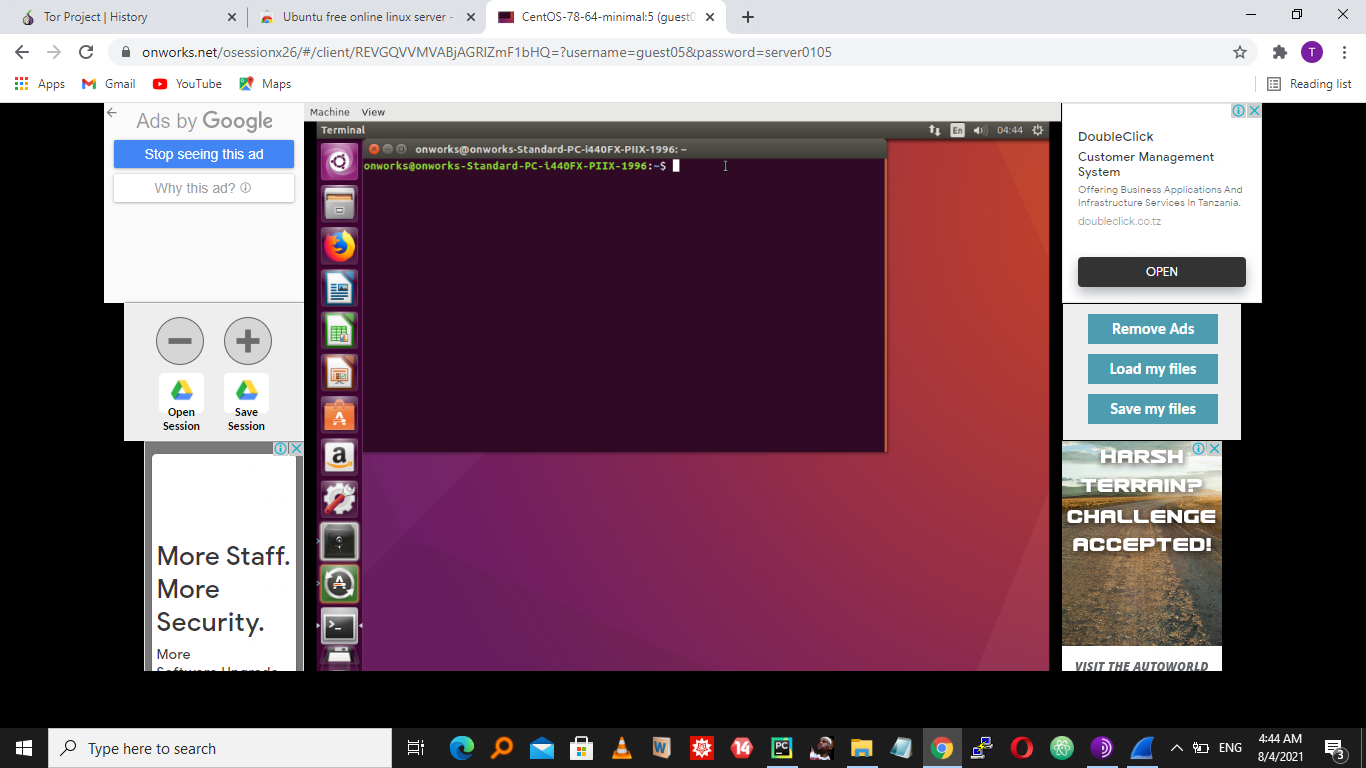 Tor Project | History
Ubuntu free online linux server -
CentOS-78-64-minimal:5 (guest0
onworks.net/osessionx26/#/client/REVGQVVMVABjAGRlZmF1bHQ=?username=guest05&password=server0105
T
Apps
Gmail
YouTube
Maps
Reading list
Ads by Google
Stop seeing this ad
Why this ad?
Machine View
Terminal
En
04:44
onworks@onworks-Standard-PC-i440FX-PIIX-1996: ~
onworks@onworks-Standard-PC-i440FX-PIIX-1996:~$
DoubleClick
Customer Management
System
Offering Business Applications And
Infrastructure Services In Tanzania.
doubleclick.co.tz
OPEN
Open
Session
Save
Session
Remove Ads
Load my files
Save my files
More Staff.
More
Security.
More
HARSH
TERRAIN?
CHALLENGE
ACCEPTED!
VISIT THE AUTOWORLD
Type here to search
14
ENG
4:44 AM
8/4/2021
3